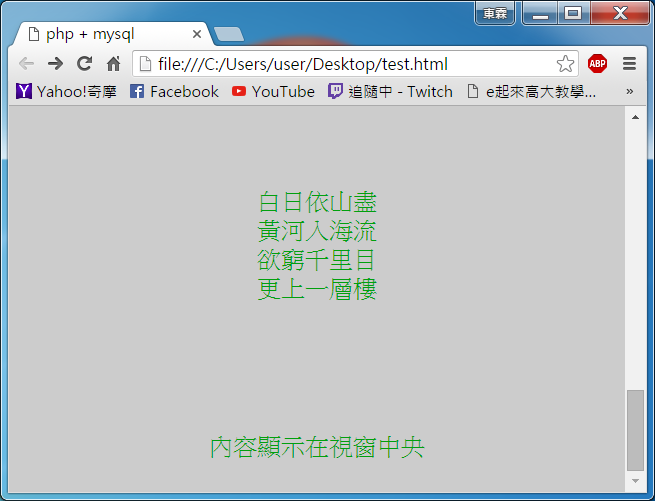 東霖
php + mysql
file:///C:/Users/user/Desktop/test.html
ABP
Yahoo!奇摩 Facebook YouTube 追隨中 - Twitch e起來高大教學... »
白日依山盡
黃河入海流
欲窮千里目
更上一層樓
內容顯示在視窗中央